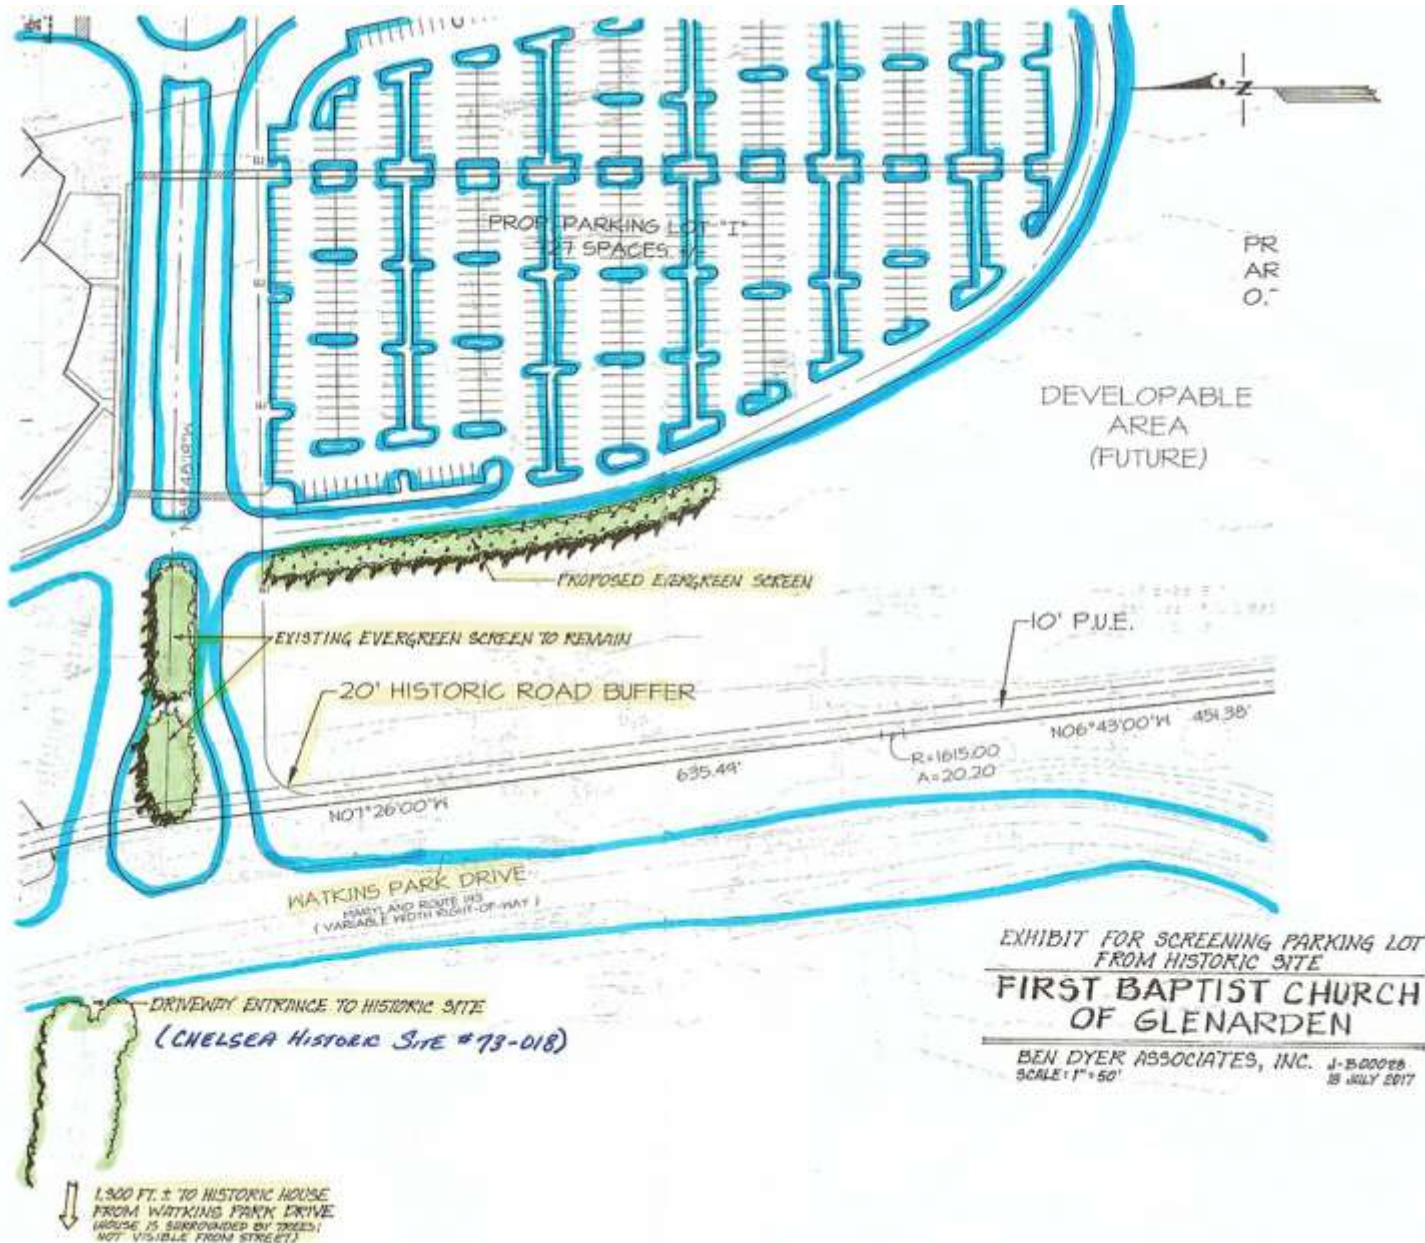 PROP. PARKING LOT "I"
27 SPACES +/-
PR
AR
O.
DEVELOPABLE
AREA
(FUTURE)
PROPOSED EVERGREEN SCREEN
EXISTING EVERGREEN SCREEN TO REMAIN
10' P.U.E.
20' HISTORIC ROAD BUFFER
N06°43'00"W 451.38'
R=1615.00
A=20.20
635.49'
N07°26'00"W
WATKINS PARK DRIVE
MARYLAND ROUTE 193
( VARIABLE WIDTH RIGHT-OF-WAY )
EXHIBIT FOR SCREENING PARKING LOT
FROM HISTORIC SITE
FIRST BAPTIST CHURCH
OF GLENARDEN
BEN DYER ASSOCIATES, INC.
SCALE: 1"=50'
18 JULY 2017
DRIVEWAY ENTRANCE TO HISTORIC SITE
(CHELSEA HISTORIC SITE #73-018)
1,300 FT. ± TO HISTORIC HOUSE
FROM WATKINS PARK DRIVE
(HOUSE IS SURROUNDED BY TREES;
NOT VISIBLE FROM STREET)